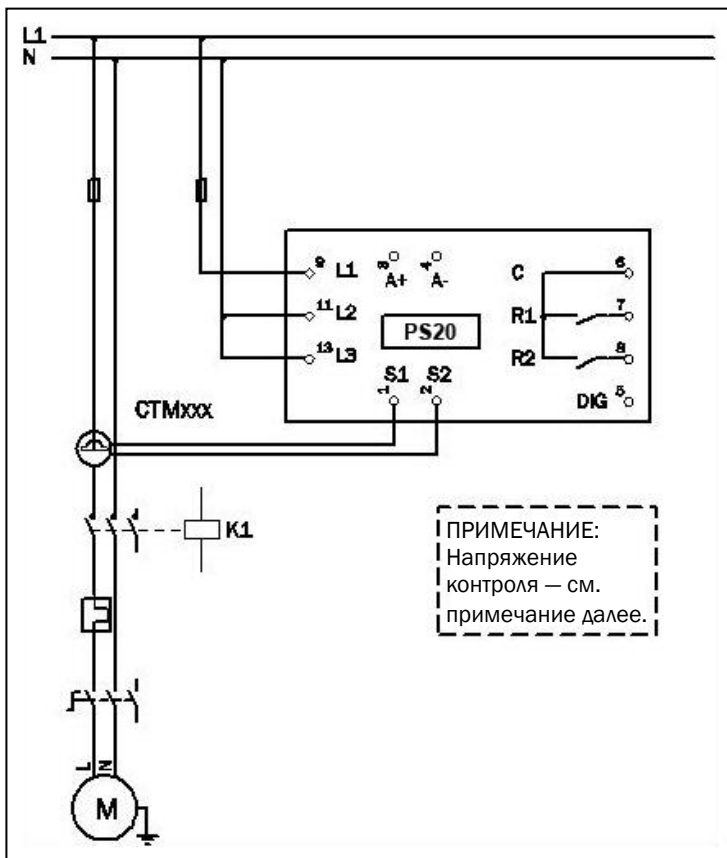 L1
N
9 L1
3 A+
4 A-
C 6
11 L2
R1 7
PS20
13 L3
R2 8
S1 S2
1 2
DIG 5
CTMxxx
K1
ПРИМЕЧАНИЕ:
Напряжение
контроля — см.
примечание далее.
L N
M